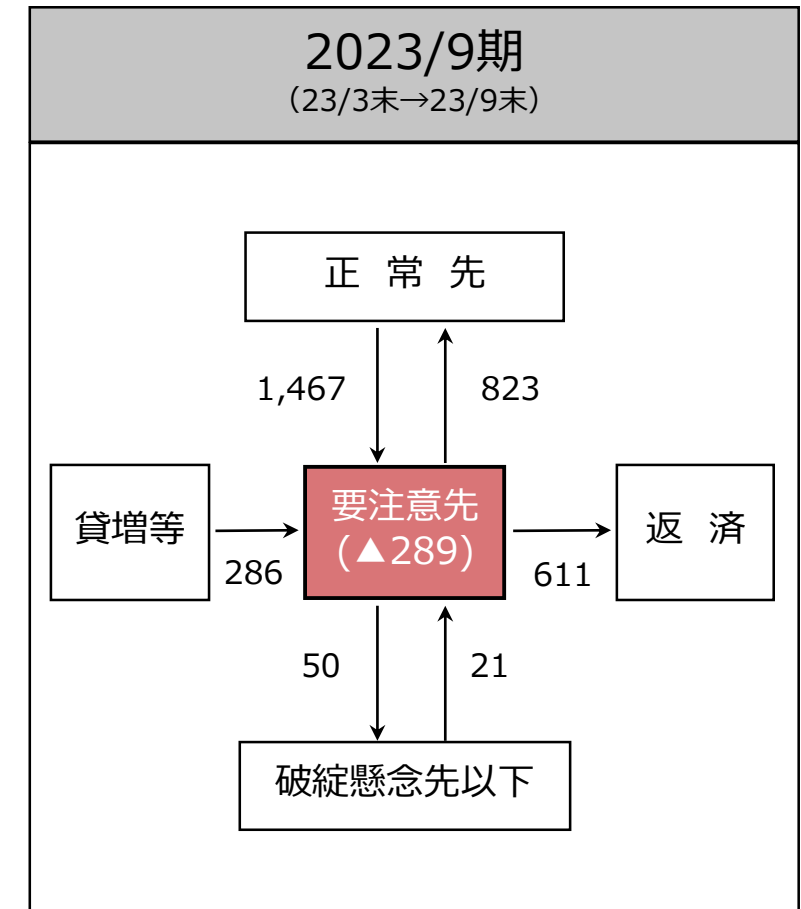 2023/9期
（23/3末→23/9末）
正 常 先
1,467
823
貸増等
286
要注意先
(▲289)
611
返 済
50
21
破綻懸念先以下